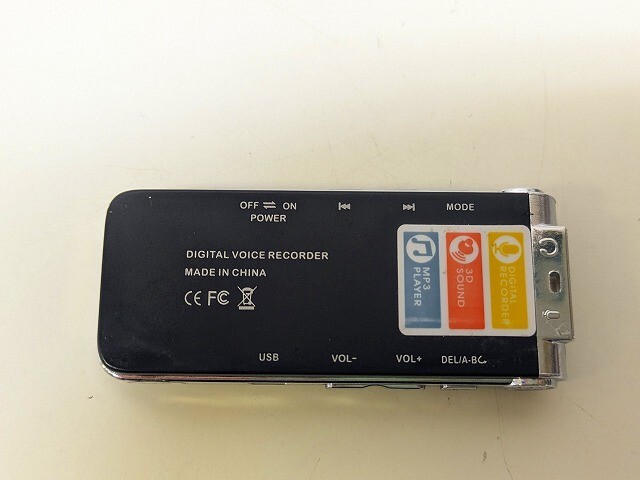 OFF ⇌ ON
POWER
⏮
⏭
MODE
DIGITAL VOICE RECORDER
MADE IN CHINA
CE FC
MP3
PLAYER
3D
SOUND
DIGITAL
RECORDER
USB
VOL-
VOL+
DEL/A-B